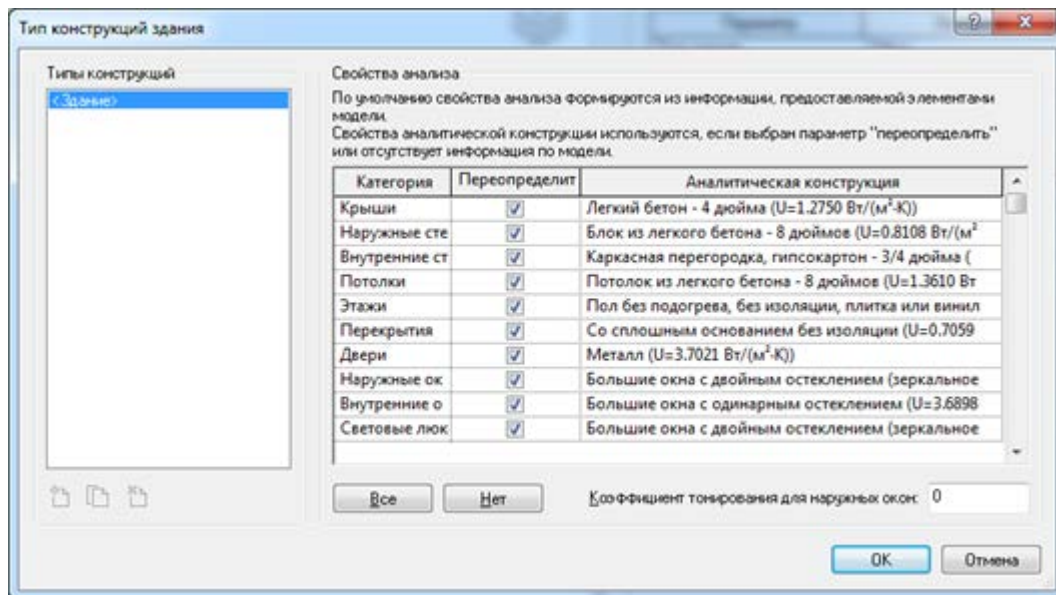 Тип конструкций здания
Типы конструкций
<Здание>
Свойства анализа
По умолчанию свойства анализа формируются из информации, предоставляемой элементами
модели.
Свойства аналитической конструкции используются, если выбран параметр "переопределить"
или отсутствует информация по модели.
Категория Переопределит Аналитическая конструкция
Крыши Легкий бетон - 4 дюйма (U=1.2750 Вт/(м²·K))
Наружные сте Блок из легкого бетона - 8 дюймов (U=0.8108 Вт/(м²
Внутренние ст Каркасная перегородка, гипсокартон - 3/4 дюйма (
Потолки Потолок из легкого бетона - 8 дюймов (U=1.3610 Вт
Этажи Пол без подогрева, без изоляции, плитка или винил
Перекрытия Со сплошным основанием без изоляции (U=0.7059
Двери Металл (U=3.7021 Вт/(м²·K))
Наружные ок Большие окна с двойным остеклением (зеркальное
Внутренние о Большие окна с одинарным остеклением (U=3.6898
Световые люк Большие окна с двойным остеклением (зеркальное
Все Нет Коэффициент тонирования для наружных окон: 0
OK Отмена